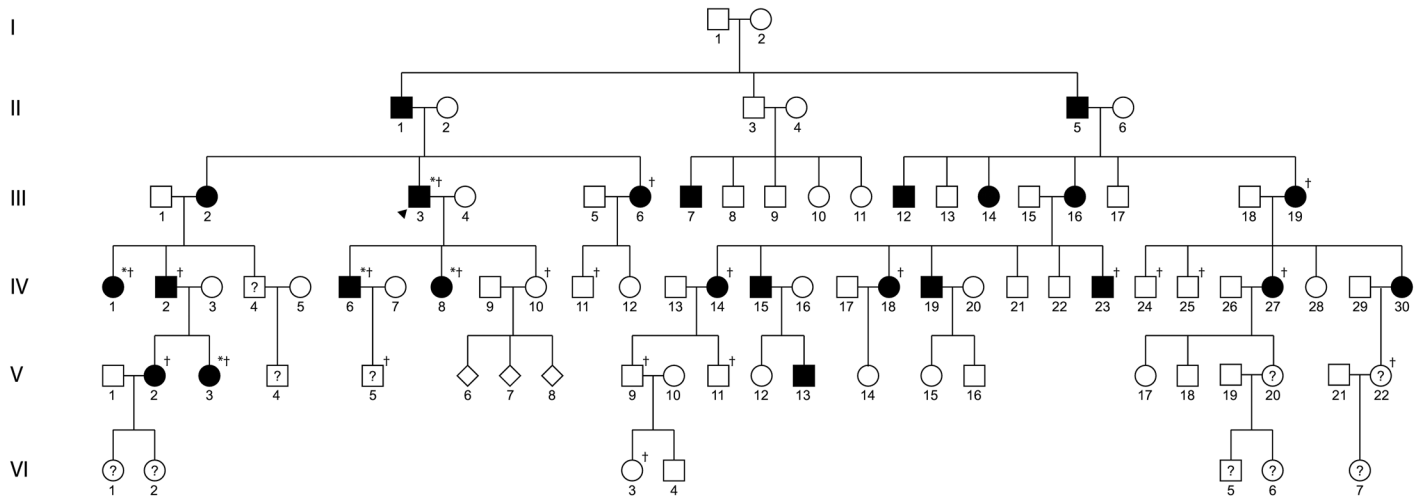 I
1 2
II
1 2 3 4 5 6
*† †
† 
III
1 2 3 4 5 6 7 8 9 10 11 12 13 14 15 16 17 18 19
*† † *† *† † † † † † † † †
IV
? 
1 2 3 4 5 6 7 8 9 10 11 12 13 14 15 16 17 18 19 20 21 22 23 24 25 26 27 28 29 30
† *† † † † †
V
? ? ? ?
1 2 3 4 5 6 7 8 9 10 11 12 13 14 15 16 17 18 19 20 21 22
†
VI
? ? ? ? ?
1 2 3 4 5 6 7